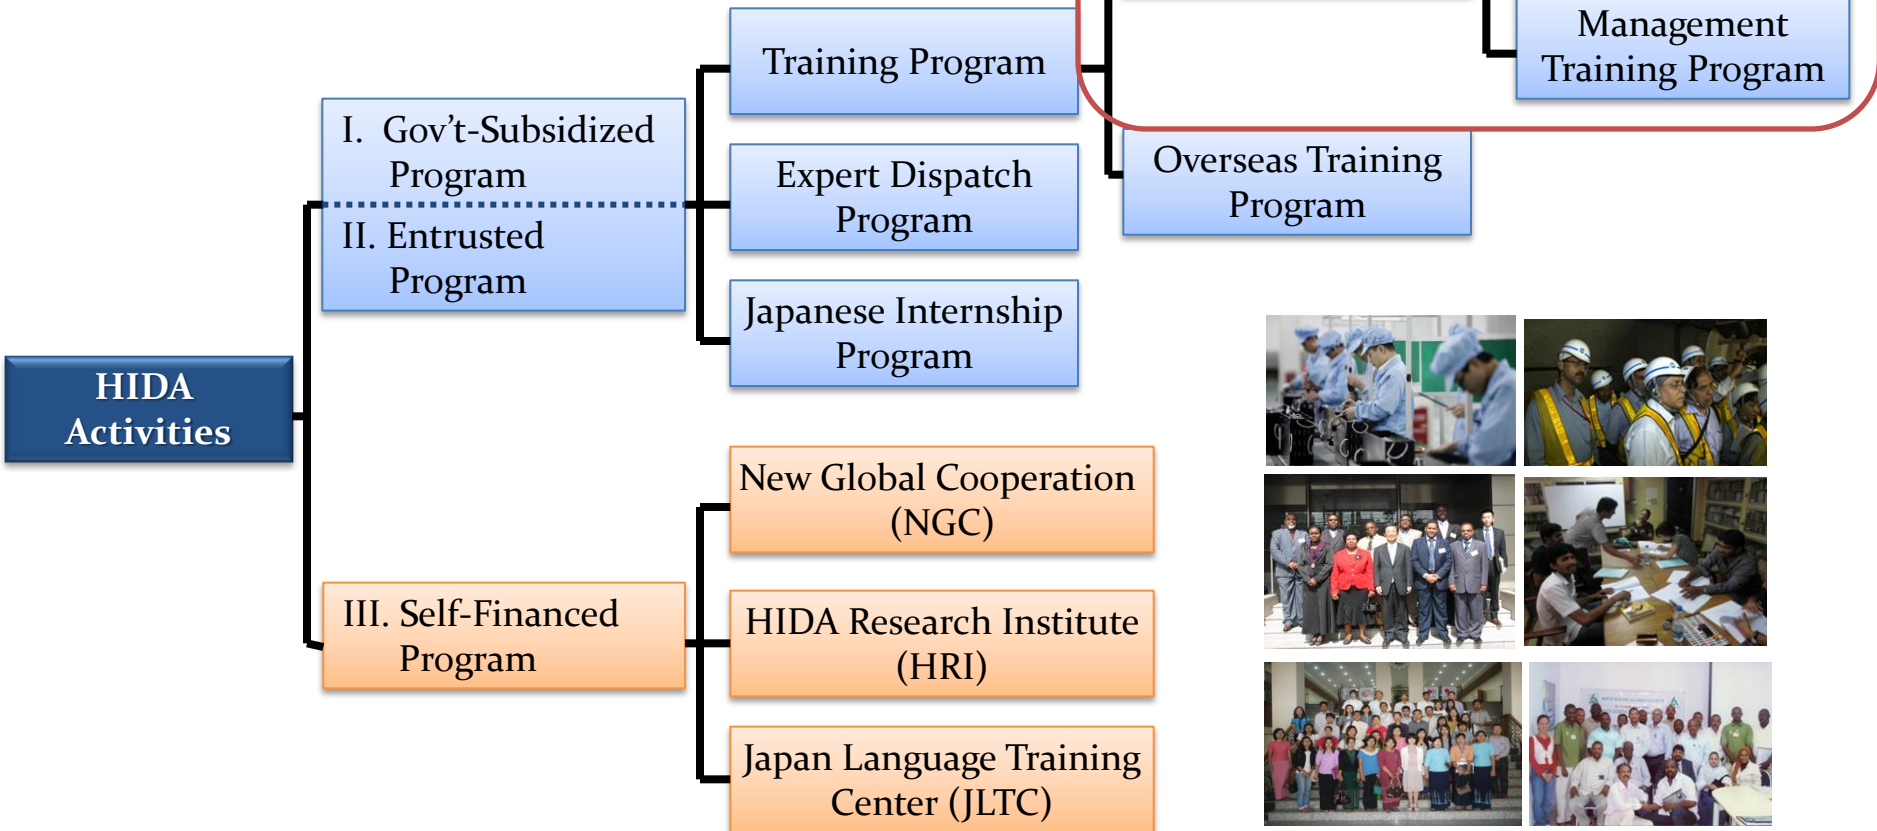 Management
Training Program
Training Program
I. Gov't-Subsidized
Program
II. Entrusted
Program
Expert Dispatch
Program
Overseas Training
Program
Japanese Internship
Program
HIDA
Activities
New Global Cooperation
(NGC)
III. Self-Financed
Program
HIDA Research Institute
(HRI)
Japan Language Training
Center (JLTC)